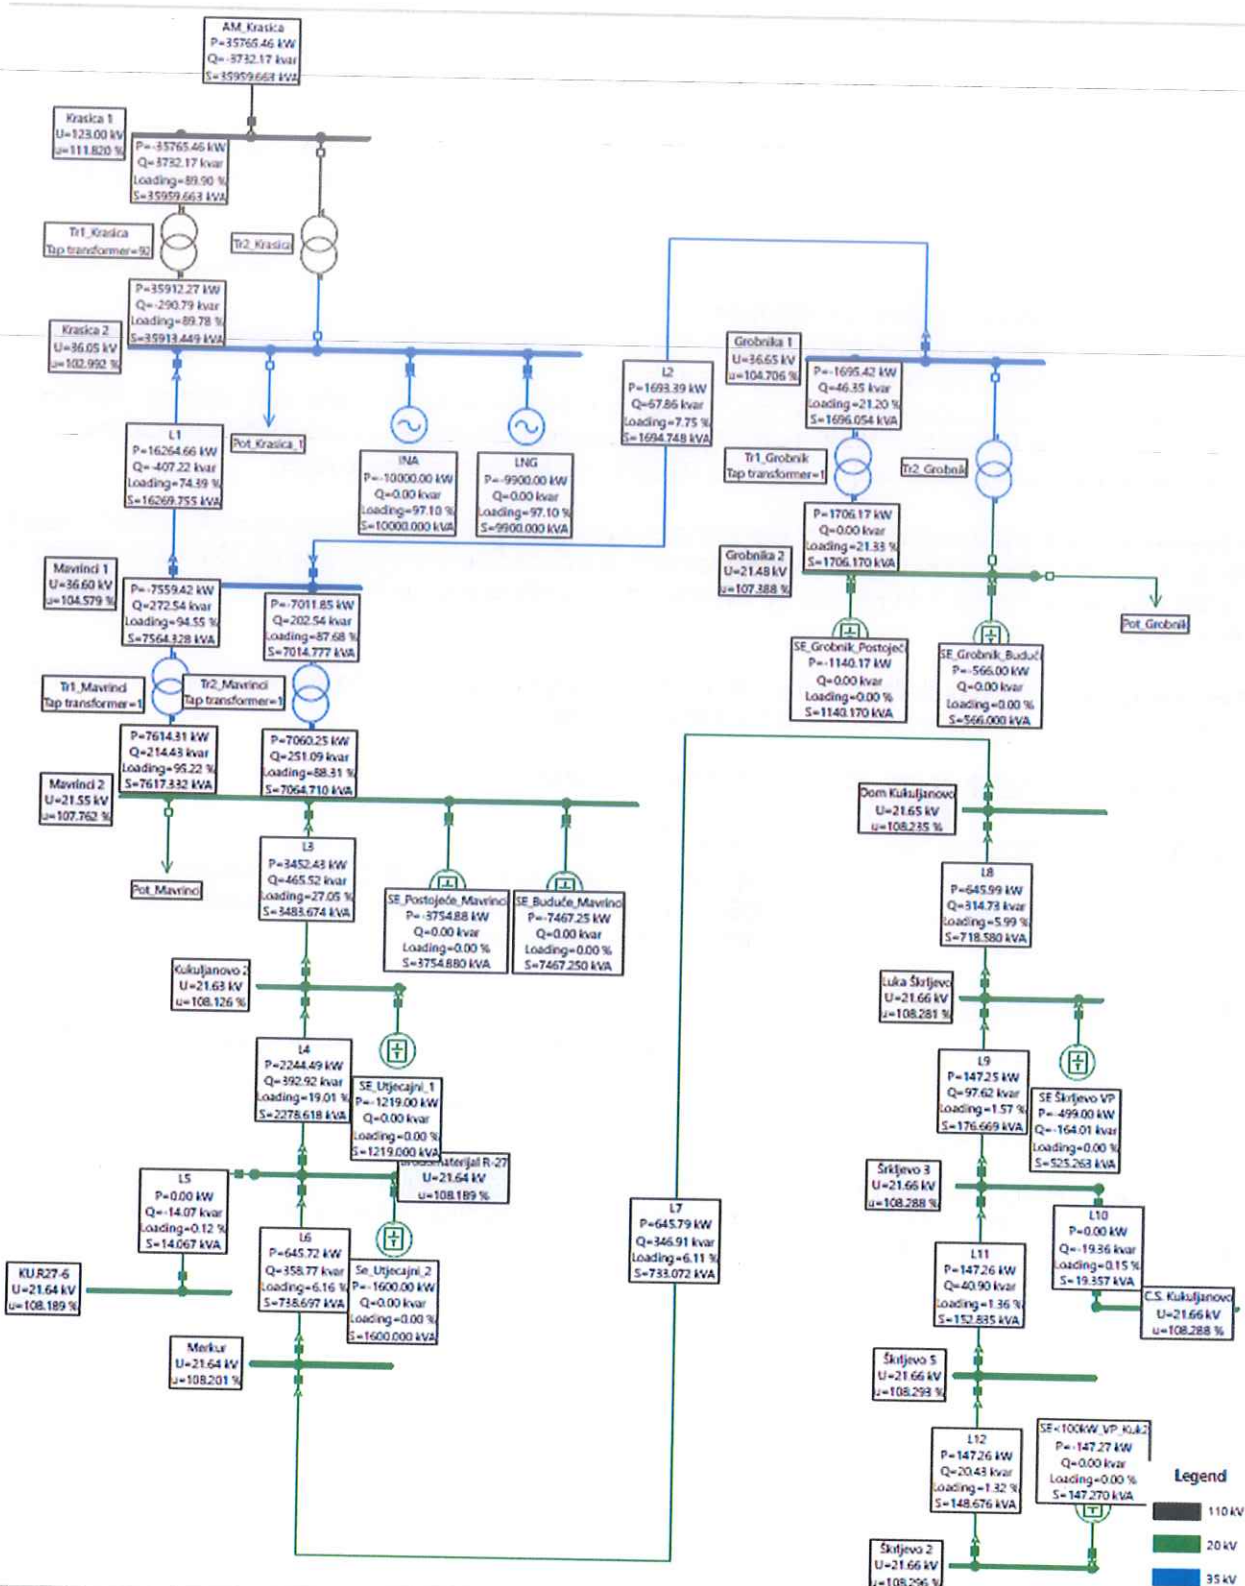 AM_Krasica
P=35765.46 kW
Q=-3732.17 kvar
S=35959.663 kVA
Krasica 1
U=123.00 kV
u=111.820 %
P=-35765.46 kW
Q=3732.17 kvar
Loading=89.90 %
S=35959.663 kVA
Tr1_Krasica
Tap transformer=92
Tr2_Krasica
P=35912.27 kW
Q=-290.79 kvar
Loading=89.78 %
S=35913.449 kVA
Krasica 2
U=36.05 kV
u=102.992 %
L1
P=16264.66 kW
Q=-407.22 kvar
Loading=74.39 %
S=16269.755 kVA
Pot_Krasica_1
INA
P=-10000.00 kW
Q=0.00 kvar
Loading=97.10 %
S=10000.000 kVA
LNG
P=-9900.00 kW
Q=0.00 kvar
Loading=97.10 %
S=9900.000 kVA
L2
P=1693.39 kW
Q=67.86 kvar
Loading=7.75 %
S=1694.748 kVA
Grobnika 1
U=36.65 kV
u=104.706 %
P=-1695.42 kW
Q=46.35 kvar
Loading=21.20 %
S=1696.054 kVA
Tr1_Grobnik
Tap transformer=1
Tr2_Grobnik
P=1706.17 kW
Q=0.00 kvar
Loading=21.33 %
S=1706.170 kVA
Grobnika 2
U=21.48 kV
u=107.388 %
SE_Grobnik_Postojeć
P=-1140.17 kW
Q=0.00 kvar
Loading=0.00 %
S=1140.170 kVA
SE_Grobnik_Buduć
P=-566.00 kW
Q=0.00 kvar
Loading=0.00 %
S=566.000 kVA
Pot_Grobnik
Mavrinci 1
U=36.60 kV
u=104.579 %
P=-7559.42 kW
Q=272.54 kvar
Loading=94.55 %
S=7564.328 kVA
P=-7011.85 kW
Q=202.54 kvar
Loading=87.68 %
S=7014.777 kVA
Tr1_Mavrinci
Tap transformer=1
Tr2_Mavrinci
Tap transformer=1
P=7614.31 kW
Q=214.43 kvar
Loading=95.22 %
S=7617.332 kVA
P=7060.25 kW
Q=251.09 kvar
Loading=88.31 %
S=7064.710 kVA
Mavrinci 2
U=21.55 kV
u=107.762 %
Pot_Mavrinci
L3
P=3452.43 kW
Q=465.52 kvar
Loading=27.05 %
S=3483.674 kVA
SE_Postojeće_Mavrinci
P=-3754.88 kW
Q=0.00 kvar
Loading=0.00 %
S=3754.880 kVA
SE_Buduće_Mavrino
P=-7467.25 kW
Q=0.00 kvar
Loading=0.00 %
S=7467.250 kVA
Kukuljanovo 2
U=21.63 kV
u=108.126 %
L4
P=2244.49 kW
Q=392.92 kvar
Loading=19.01 %
S=2278.618 kVA
SE_Utjecajni_1
P=-1219.00 kW
Q=0.00 kvar
Loading=0.00 %
S=1219.000 kVA
R-27
U=21.64 kV
u=108.189 %
L5
P=0.00 kW
Q=-14.07 kvar
Loading=0.12 %
S=14.067 kVA
L6
P=645.72 kW
Q=358.77 kvar
Loading=6.16 %
S=738.697 kVA
Se_Utjecajni_2
P=-1600.00 kW
Q=0.00 kvar
Loading=0.00 %
S=1600.000 kVA
KU.R27-6
U=21.64 kV
u=108.189 %
Merkur
U=21.64 kV
u=108.201 %
L7
P=645.79 kW
Q=346.91 kvar
Loading=6.11 %
S=733.072 kVA
Dom Kukuljanovo
U=21.65 kV
u=108.235 %
L8
P=645.99 kW
Q=314.73 kvar
Loading=5.99 %
S=718.580 kVA
Luka Škrljevo
U=21.66 kV
u=108.281 %
L9
P=147.25 kW
Q=97.62 kvar
Loading=1.57 %
S=176.669 kVA
SE Škrljevo VP
P=-499.00 kW
Q=-164.01 kvar
Loading=0.00 %
S=525.263 kVA
Šrkljevo 3
U=21.66 kV
u=108.288 %
L10
P=0.00 kW
Q=-19.36 kvar
Loading=0.15 %
S=19.357 kVA
L11
P=147.26 kW
Q=40.90 kvar
Loading=1.36 %
S=152.835 kVA
C.S. Kukuljanovo
U=21.66 kV
u=108.288 %
Škrljevo 5
U=21.66 kV
u=108.293 %
L12
P=147.26 kW
Q=20.43 kvar
Loading=1.32 %
S=148.676 kVA
SE<100kW_VP_Kuk2
P=-147.27 kW
Q=0.00 kvar
Loading=0.00 %
S=147.270 kVA
Škrljevo 2
U=21.66 kV
u=108.296 %
Legend
110 kV
20 kV
35 kV